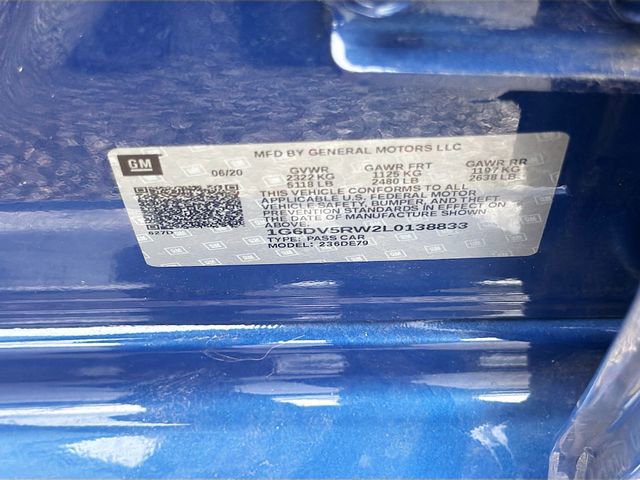 GM
06/20
MFD BY GENERAL MOTORS LLC
GVWR GAWR FRT GAWR RR
2322 KG 1125 KG 1197 KG
5118 LB 2480 LB 2638 LB
THIS VEHICLE CONFORMS TO ALL
APPLICABLE U.S. FEDERAL MOTOR
VEHICLE SAFETY, BUMPER, AND THEFT
PREVENTION STANDARDS IN EFFECT ON
THE DATE OF MANUFACTURE SHOWN
ABOVE.
1G6DV5RW2L0138833
TYPE: PASS CAR
MODEL: 236DE79
627D